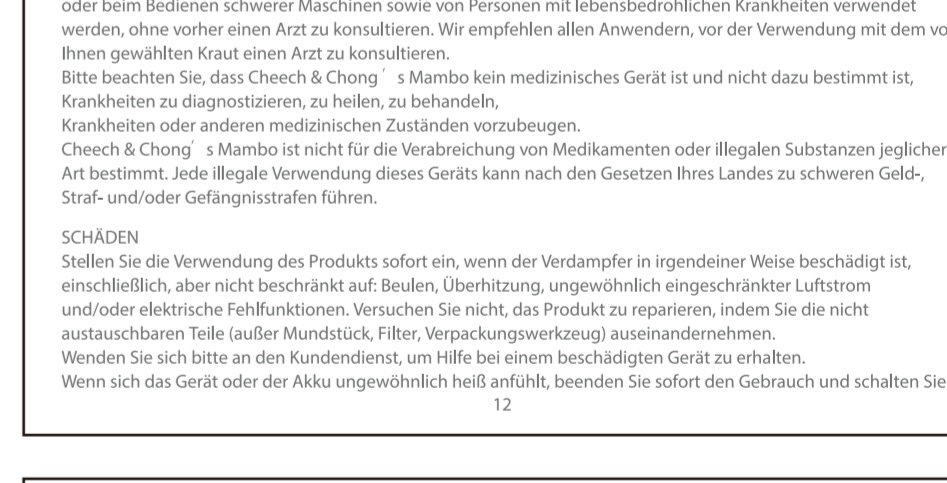 oder beim Bedienen schwerer Maschinen sowie von Personen mit lebensbedrohlichen Krankheiten verwendet
werden, ohne vorher einen Arzt zu konsultieren. Wir empfehlen allen Anwendern, vor der Verwendung mit dem vo
Ihnen gewählten Kraut einen Arzt zu konsultieren.
Bitte beachten Sie, dass Cheech & Chong´s Mambo kein medizinisches Gerät ist und nicht dazu bestimmt ist,
Krankheiten zu diagnostizieren, zu heilen, zu behandeln,
Krankheiten oder anderen medizinischen Zuständen vorzubeugen.
Cheech & Chong´s Mambo ist nicht für die Verabreichung von Medikamenten oder illegalen Substanzen jeglicher
Art bestimmt. Jede illegale Verwendung dieses Geräts kann nach den Gesetzen Ihres Landes zu schweren Geld-,
Straf- und/oder Gefängnisstrafen führen.
SCHÄDEN
Stellen Sie die Verwendung des Produkts sofort ein, wenn der Verdampfer in irgendeiner Weise beschädigt ist,
einschließlich, aber nicht beschränkt auf: Beulen, Überhitzung, ungewöhnlich eingeschränkter Luftstrom
und/oder elektrische Fehlfunktionen. Versuchen Sie nicht, das Produkt zu reparieren, indem Sie die nicht
austauschbaren Teile (außer Mundstück, Filter, Verpackungswerkzeug) auseinandernehmen.
Wenden Sie sich bitte an den Kundendienst, um Hilfe bei einem beschädigten Gerät zu erhalten.
Wenn sich das Gerät oder der Akku ungewöhnlich heiß anfühlt, beenden Sie sofort den Gebrauch und schalten Sie
12